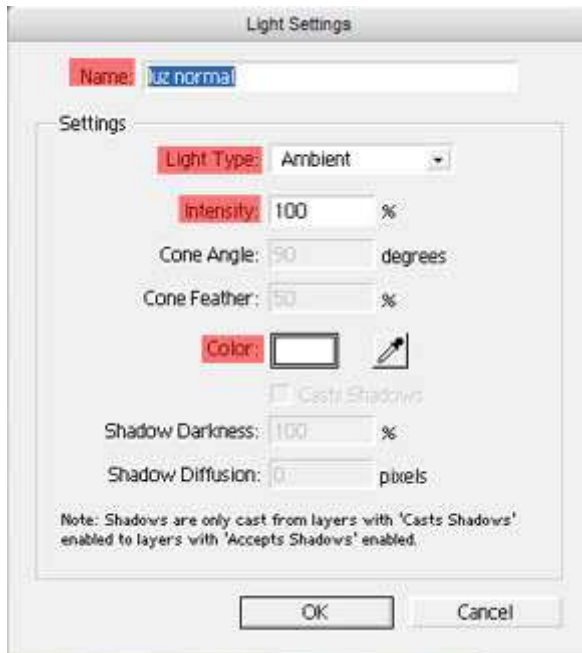 Light Settings
Name: luz normal
Settings
Light Type: Ambient
Intensity: 100 %
Cone Angle: 90 degrees
Cone Feather: 50 %
Color:
Casts Shadows
Shadow Darkness: 100 %
Shadow Diffusion: 0 pixels
Note: Shadows are only cast from layers with 'Casts Shadows'
enabled to layers with 'Accepts Shadows' enabled.
OK Cancel